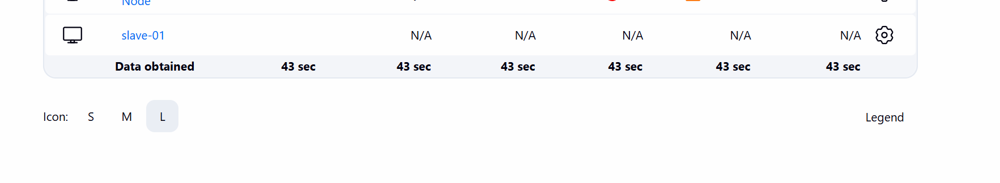 Node
slave-01 N/A N/A N/A N/A N/A
Data obtained 43 sec 43 sec 43 sec 43 sec 43 sec 43 sec
Icon: S M L Legend